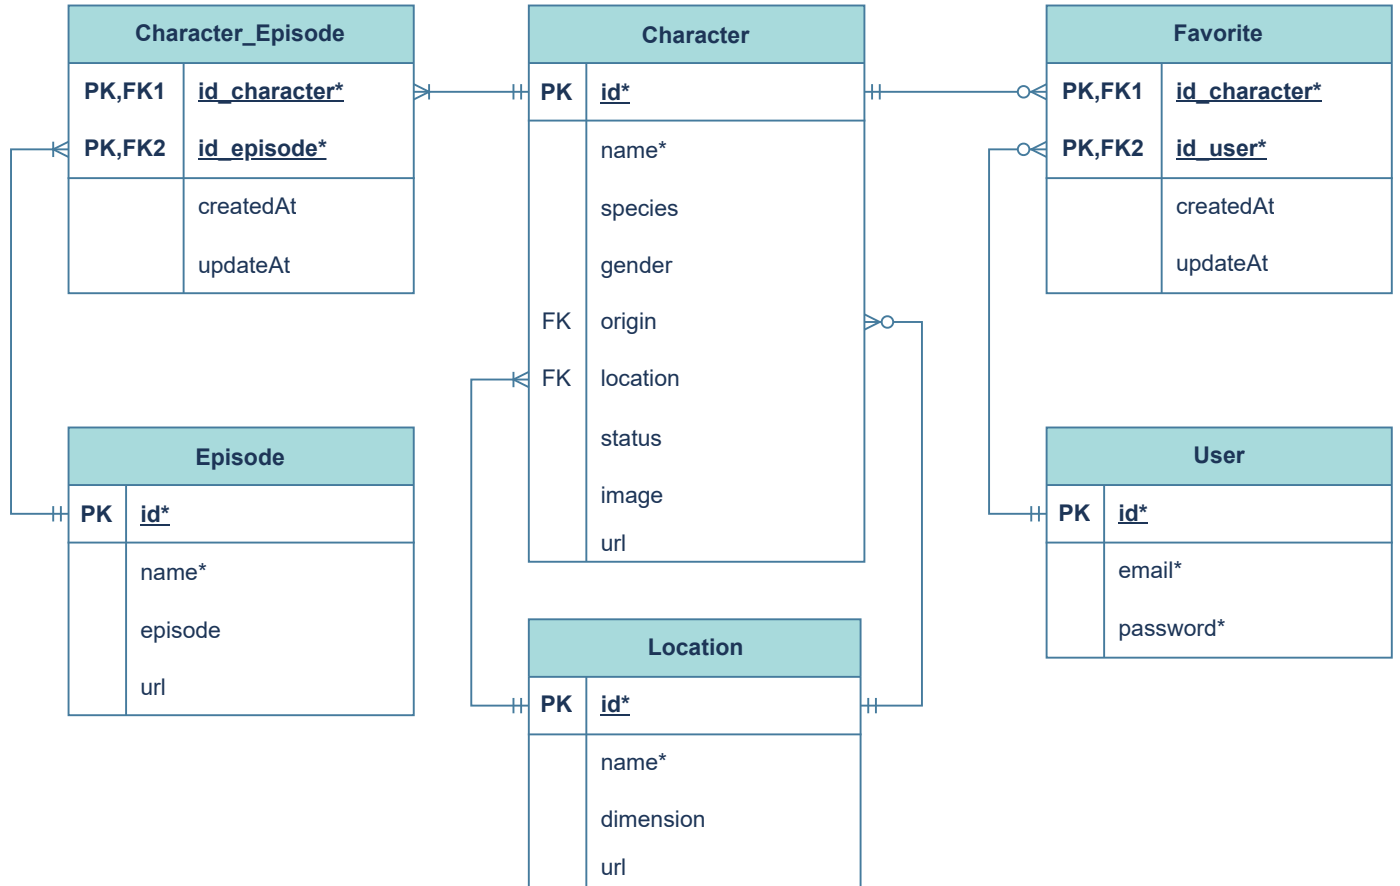 Character_Episode
PK,FK1 id_character*
PK,FK2 id_episode*
createdAt
updateAt
Character
PK id*
name*
species
gender
FK origin
FK location
status
image
url
Favorite
PK,FK1 id_character*
PK,FK2 id_user*
createdAt
updateAt
Episode
PK id*
name*
episode
url
Location
PK id*
name*
dimension
url
User
PK id*
email*
password*